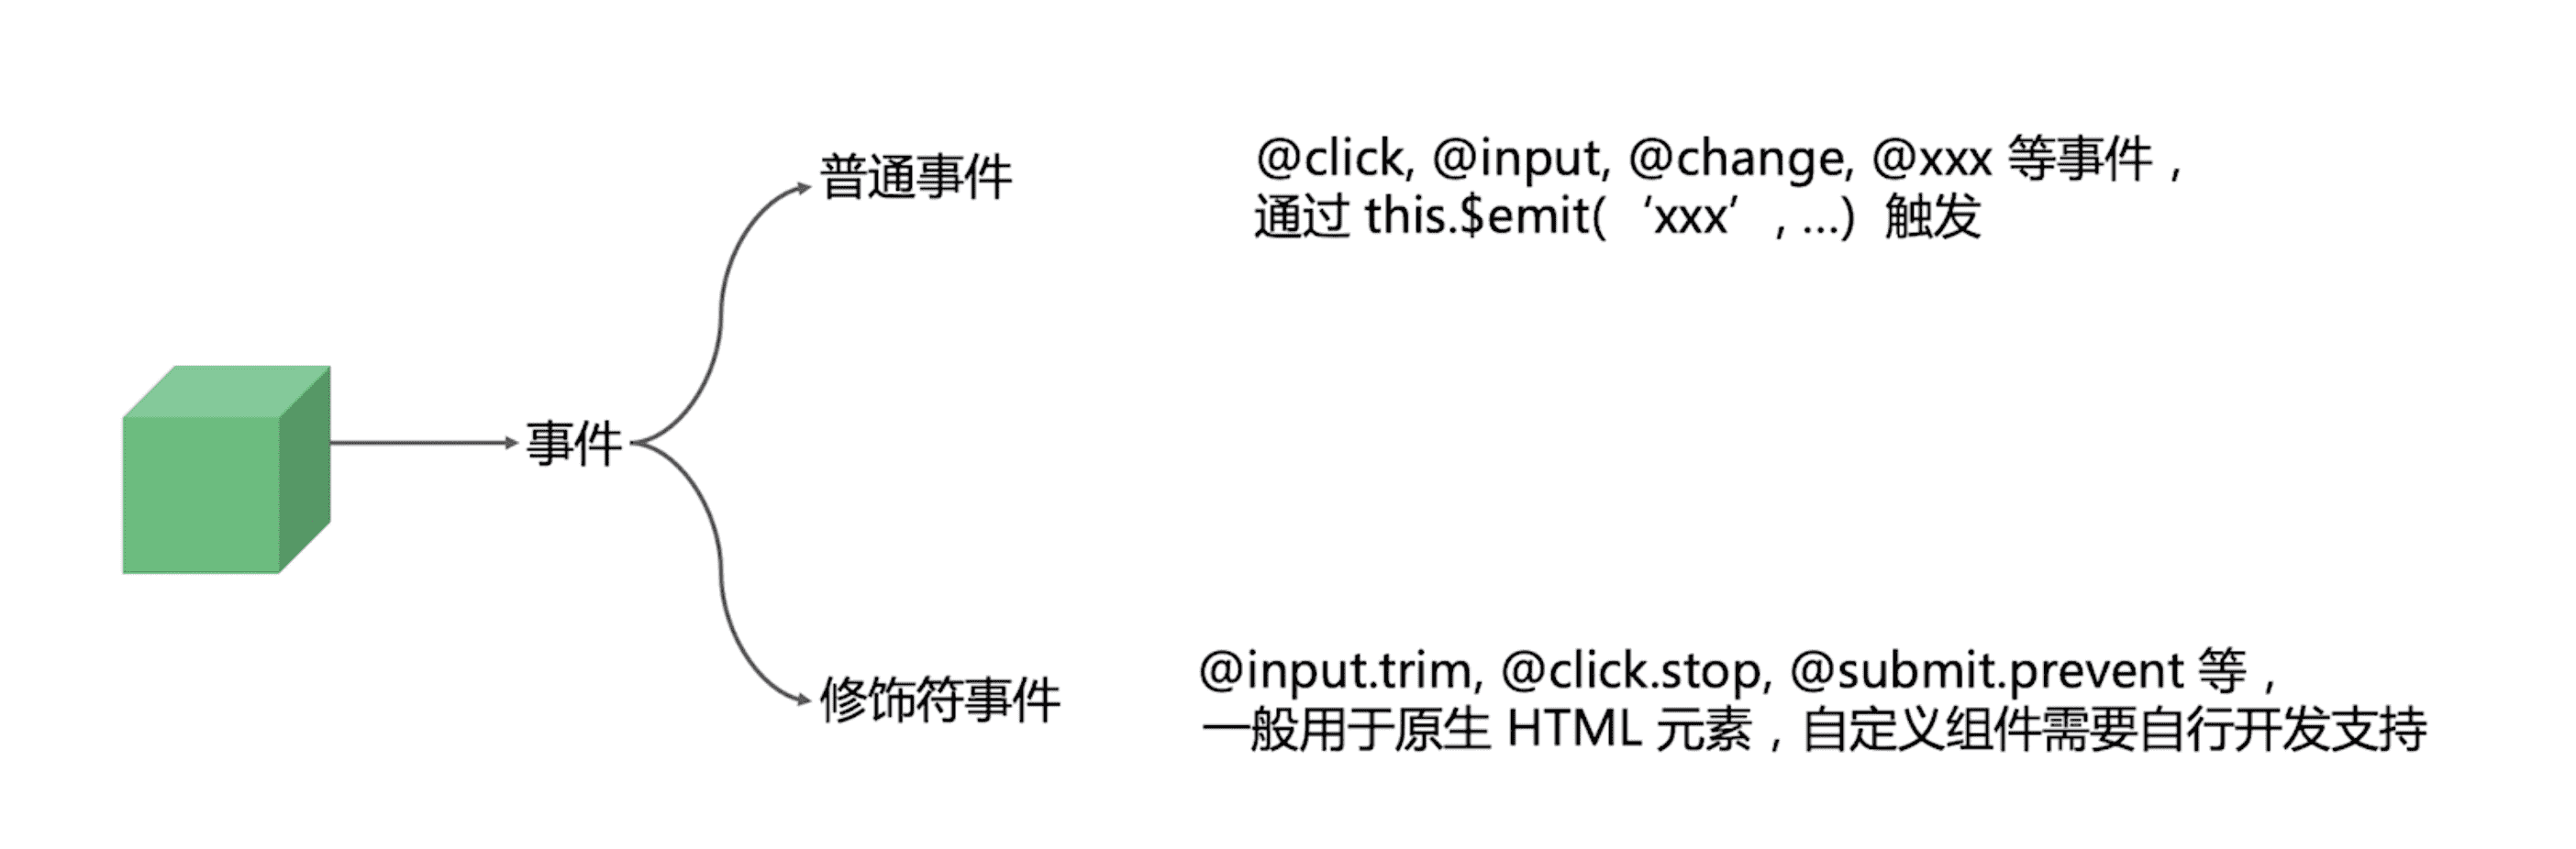 普通事件
@click, @input, @change, @xxx 等事件，
通过 this.$emit(‘xxx’, ...) 触发
事件
修饰符事件
@input.trim, @click.stop, @submit.prevent 等，
一般用于原生 HTML 元素，自定义组件需要自行开发支持